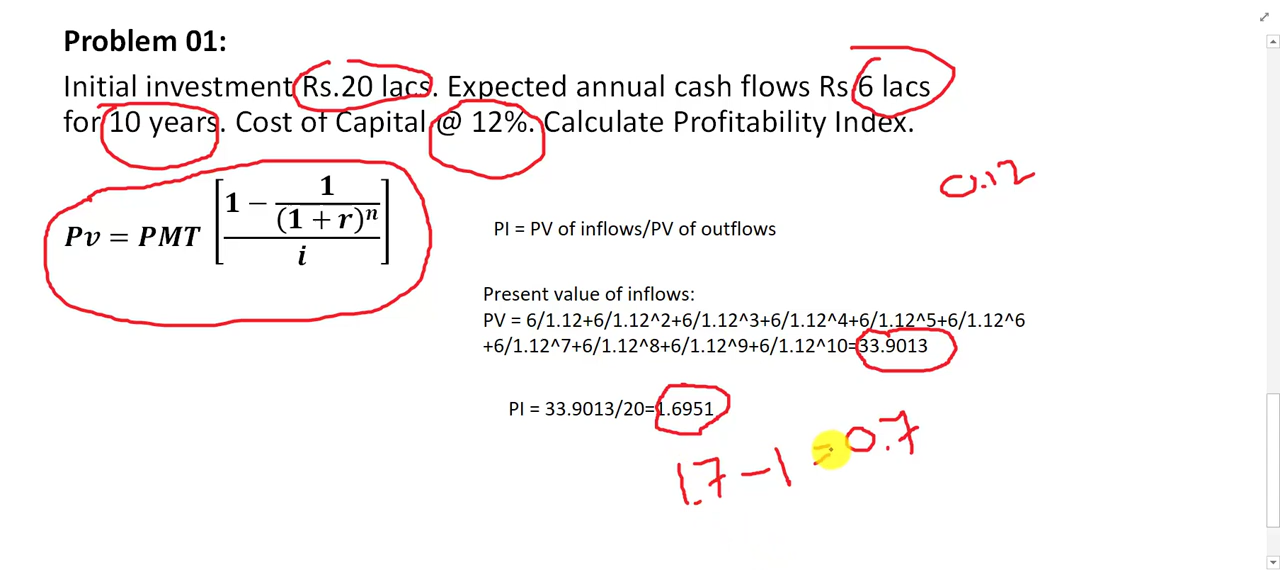 Problem 01:
Initial investment Rs.20 lacs. Expected annual cash flows Rs 6 lacs
for 10 years. Cost of Capital @ 12%. Calculate Profitability Index.
0.12
Pv = PMT [(1 − 1/(1 + r)^n)/i]
PI = PV of inflows/PV of outflows
Present value of inflows:
PV = 6/1.12+6/1.12^2+6/1.12^3+6/1.12^4+6/1.12^5+6/1.12^6
+6/1.12^7+6/1.12^8+6/1.12^9+6/1.12^10=33.9013
PI = 33.9013/20=1.6951
1.7 - 1 = 0.7